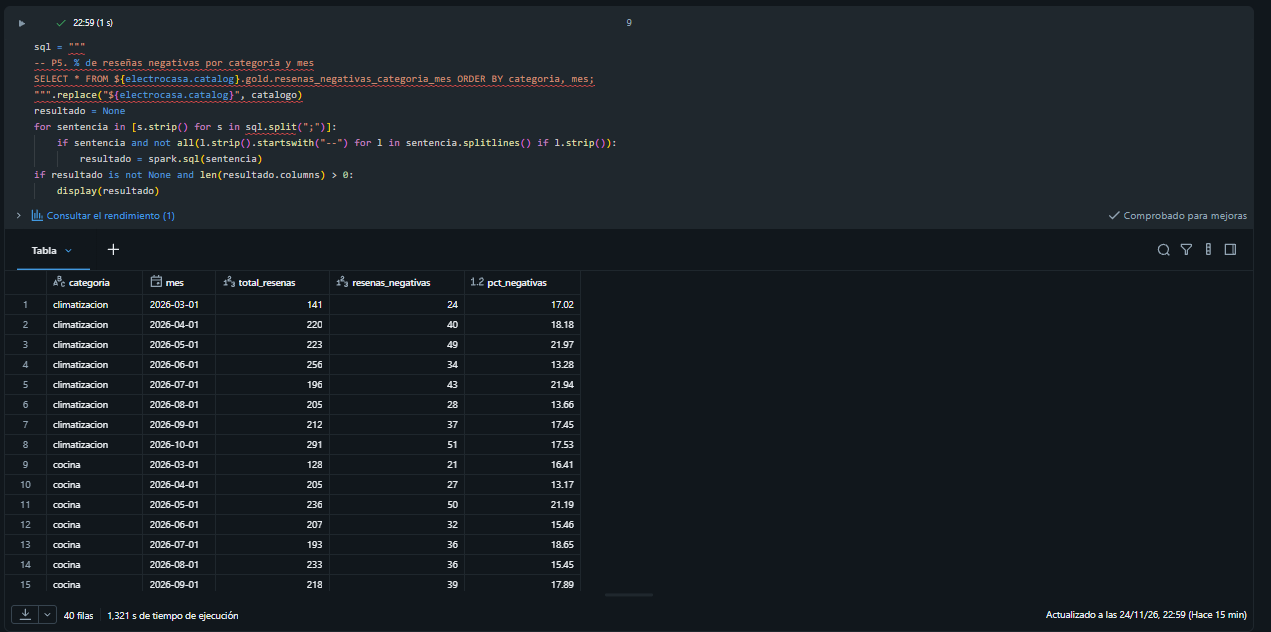 22:59 (1 s)
9
sql = """
-- P5. % de reseñas negativas por categoría y mes
SELECT * FROM ${electrocasa.catalog}.gold.resenas_negativas_categoria_mes ORDER BY categoria, mes;
""".replace("${electrocasa.catalog}", catalogo)
resultado = None
for sentencia in [s.strip() for s in sql.split(";")]:
    if sentencia and not all(l.strip().startswith("--") for l in sentencia.splitlines() if l.strip()):
        resultado = spark.sql(sentencia)
if resultado is not None and len(resultado.columns) > 0:
    display(resultado)
Consultar el rendimiento (1)
Comprobado para mejoras
Tabla
categoria mes total_resenas resenas_negativas pct_negativas
1 climatizacion 2026-03-01 141 24 17.02
2 climatizacion 2026-04-01 220 40 18.18
3 climatizacion 2026-05-01 223 49 21.97
4 climatizacion 2026-06-01 256 34 13.28
5 climatizacion 2026-07-01 196 43 21.94
6 climatizacion 2026-08-01 205 28 13.66
7 climatizacion 2026-09-01 212 37 17.45
8 climatizacion 2026-10-01 291 51 17.53
9 cocina 2026-03-01 128 21 16.41
10 cocina 2026-04-01 205 27 13.17
11 cocina 2026-05-01 236 50 21.19
12 cocina 2026-06-01 207 32 15.46
13 cocina 2026-07-01 193 36 18.65
14 cocina 2026-08-01 233 36 15.45
15 cocina 2026-09-01 218 39 17.89
40 filas
1,321 s de tiempo de ejecución
Actualizado a las 24/11/26, 22:59 (Hace 15 min)